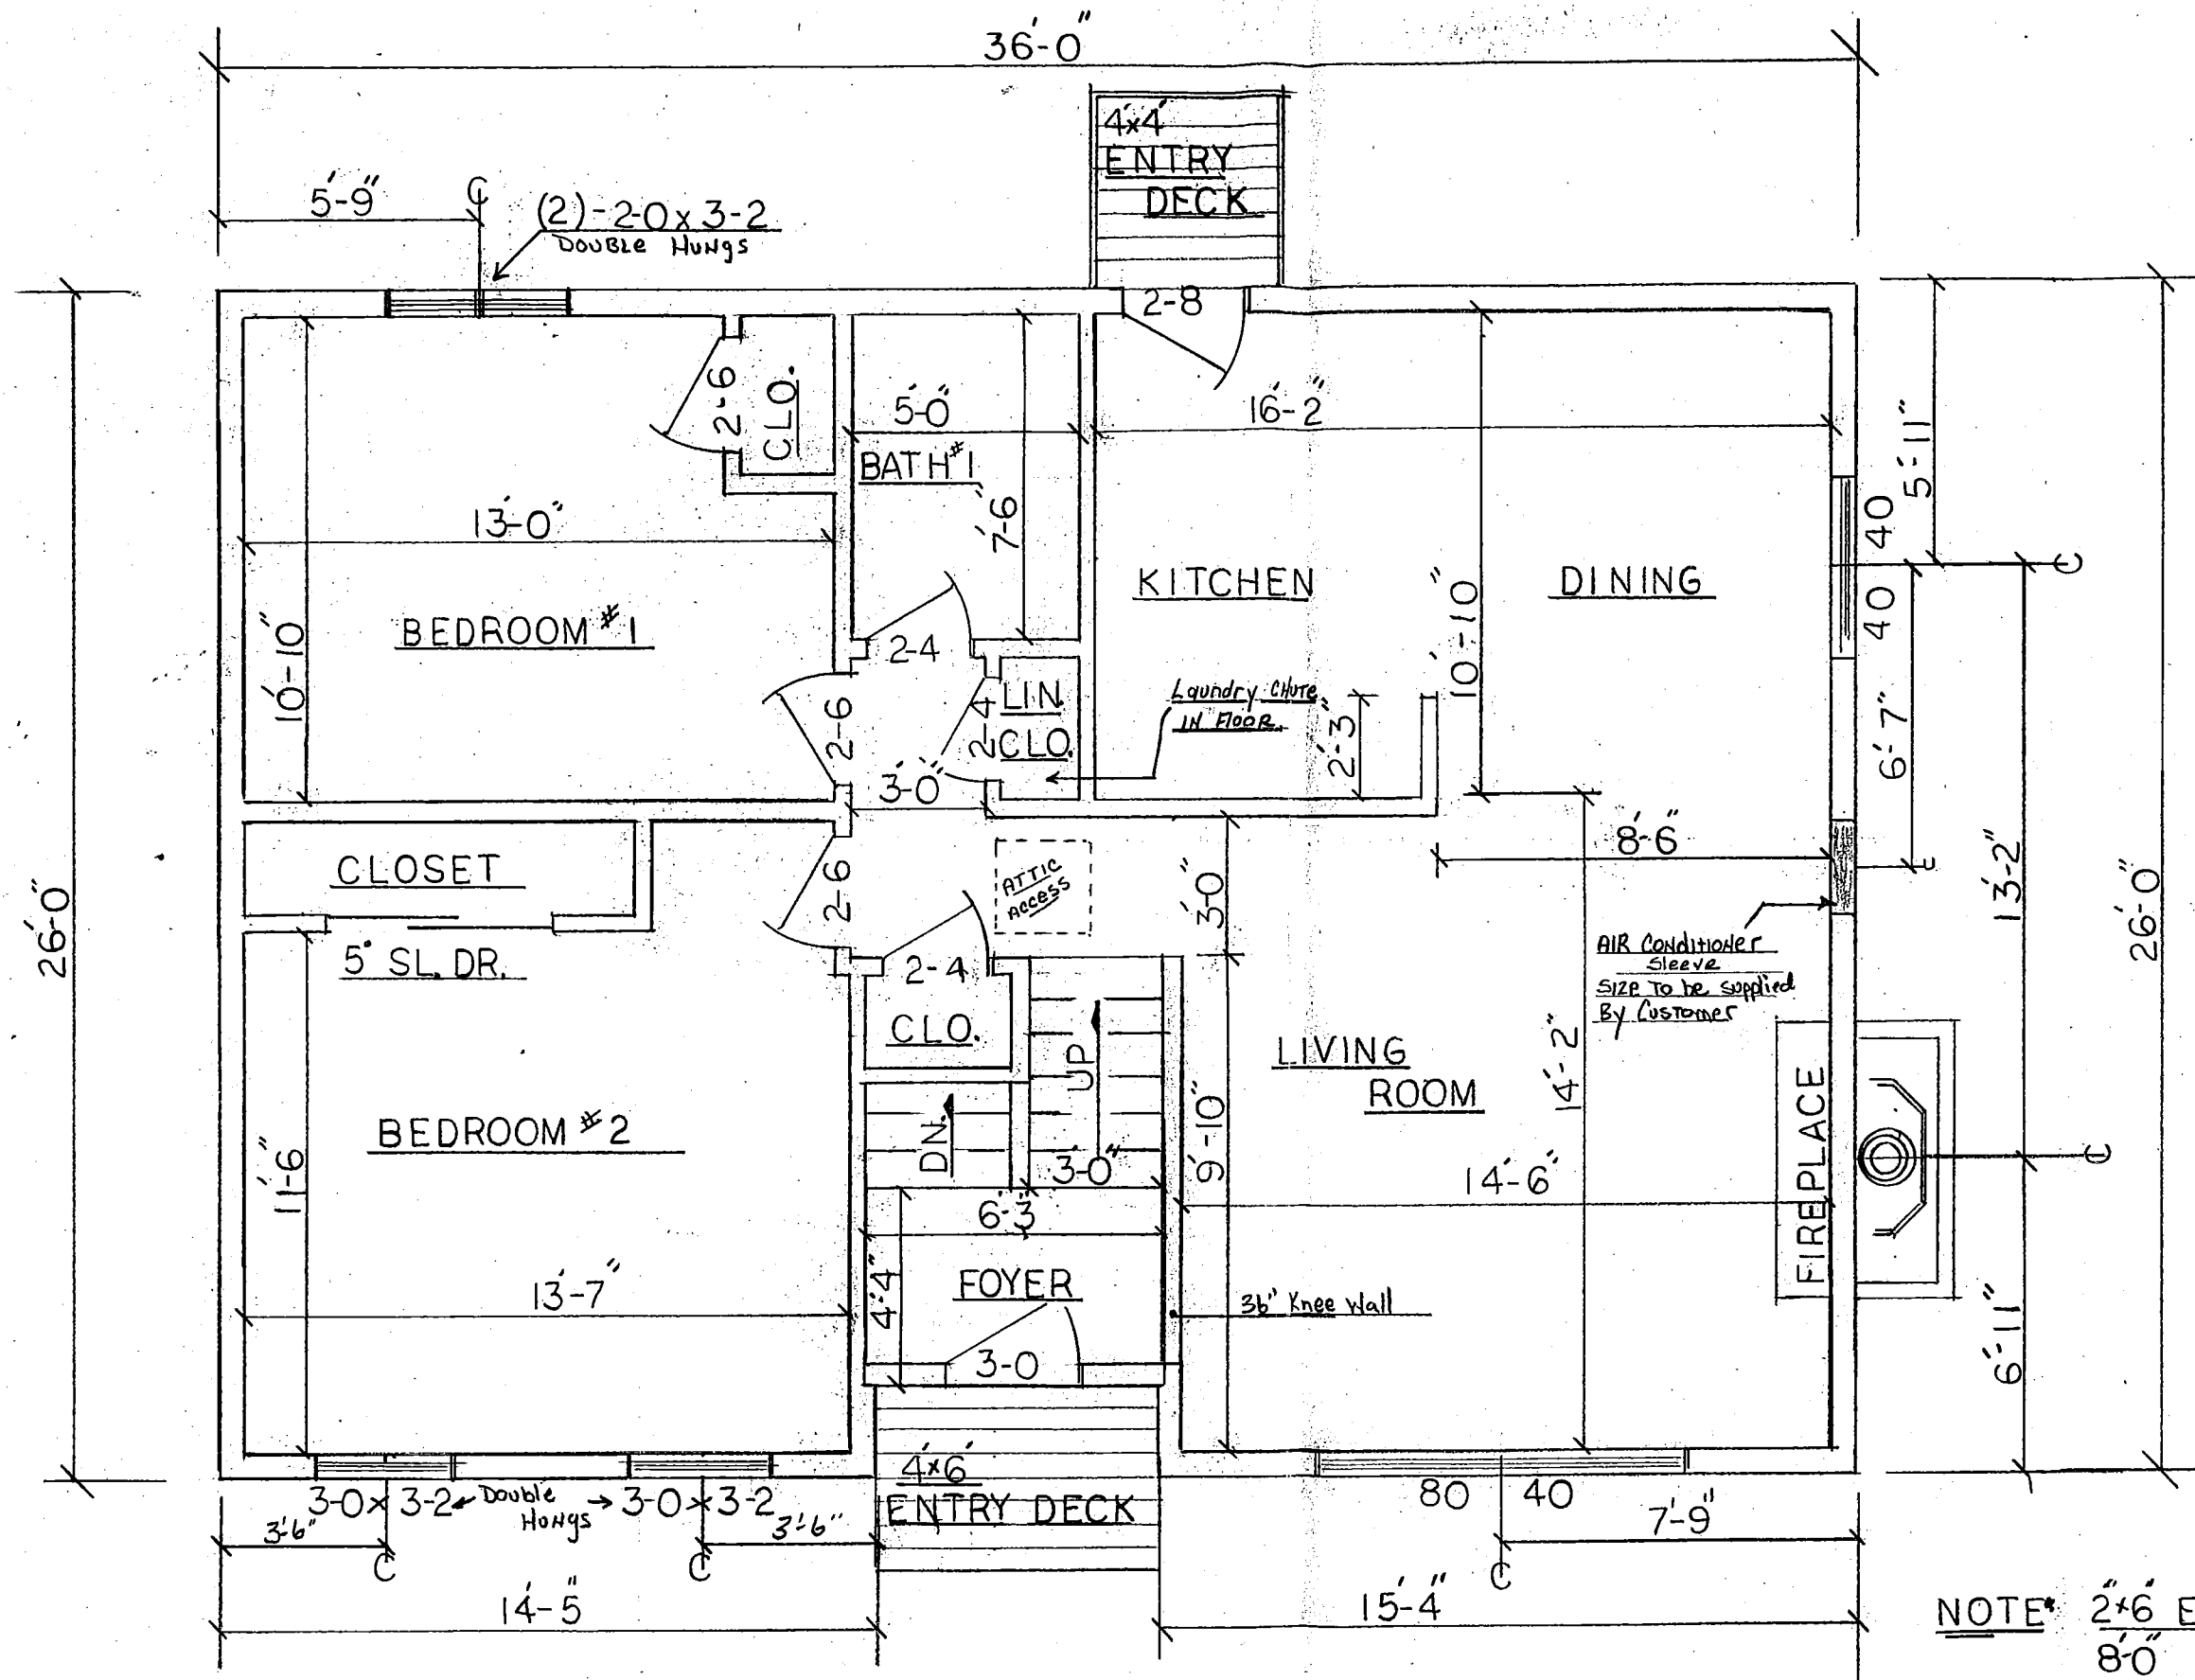 36'-0"
4'x4'
ENTRY
DECK
5'-9"
(2)-2-0x3-2
DOUBLE HUNGS
2-8
2-6
CLO.
5'-0"
BATH #1
16'-2"
7'-6"
5'-11"
40
40
13'-0"
BEDROOM #1
10'-10"
KITCHEN
DINING
10'-10"
2-4
2-6
2-4
LIN.
CLO.
Laundry Chute
IN Floor.
2'-3"
6'-7"
3'-0"
8'-6"
13'-2"
26'-0"
26'-0"
CLOSET
5° SL. DR.
2-6
ATTIC
ACCESS
3'-0"
AIR Conditioner
Sleeve
SIZE To be supplied
By Customer
2-4
CLO.
UP
DN.
LIVING
ROOM
14'-2"
9'-10"
3'-0"
6'-3"
14'-6"
FIREPLACE
BEDROOM #2
11'-6"
13'-7"
4'-4"
FOYER
3-0
36" Knee Wall
6'-11"
4'x6'
ENTRY DECK
3-0x3-2
Double
Hungs
3-0x3-2
80 40
3'-6"
3'-6"
7'-9"
14'-5"
15'-4"
NOTE 2"x6" E
8'-0"